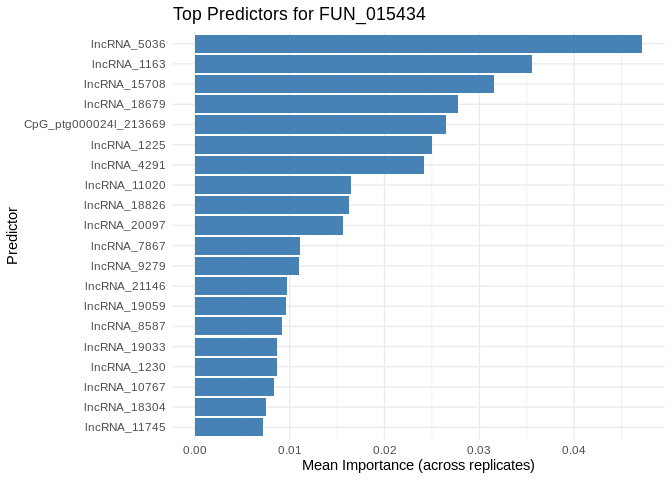 Top Predictors for FUN_015434
Predictor
lncRNA_5036
lncRNA_1163
lncRNA_15708
lncRNA_18679
CpG_ptg000024l_213669
lncRNA_1225
lncRNA_4291
lncRNA_11020
lncRNA_18826
lncRNA_20097
lncRNA_7867
lncRNA_9279
lncRNA_21146
lncRNA_19059
lncRNA_8587
lncRNA_19033
lncRNA_1230
lncRNA_10767
lncRNA_18304
lncRNA_11745
0.00 0.01 0.02 0.03 0.04
Mean Importance (across replicates)